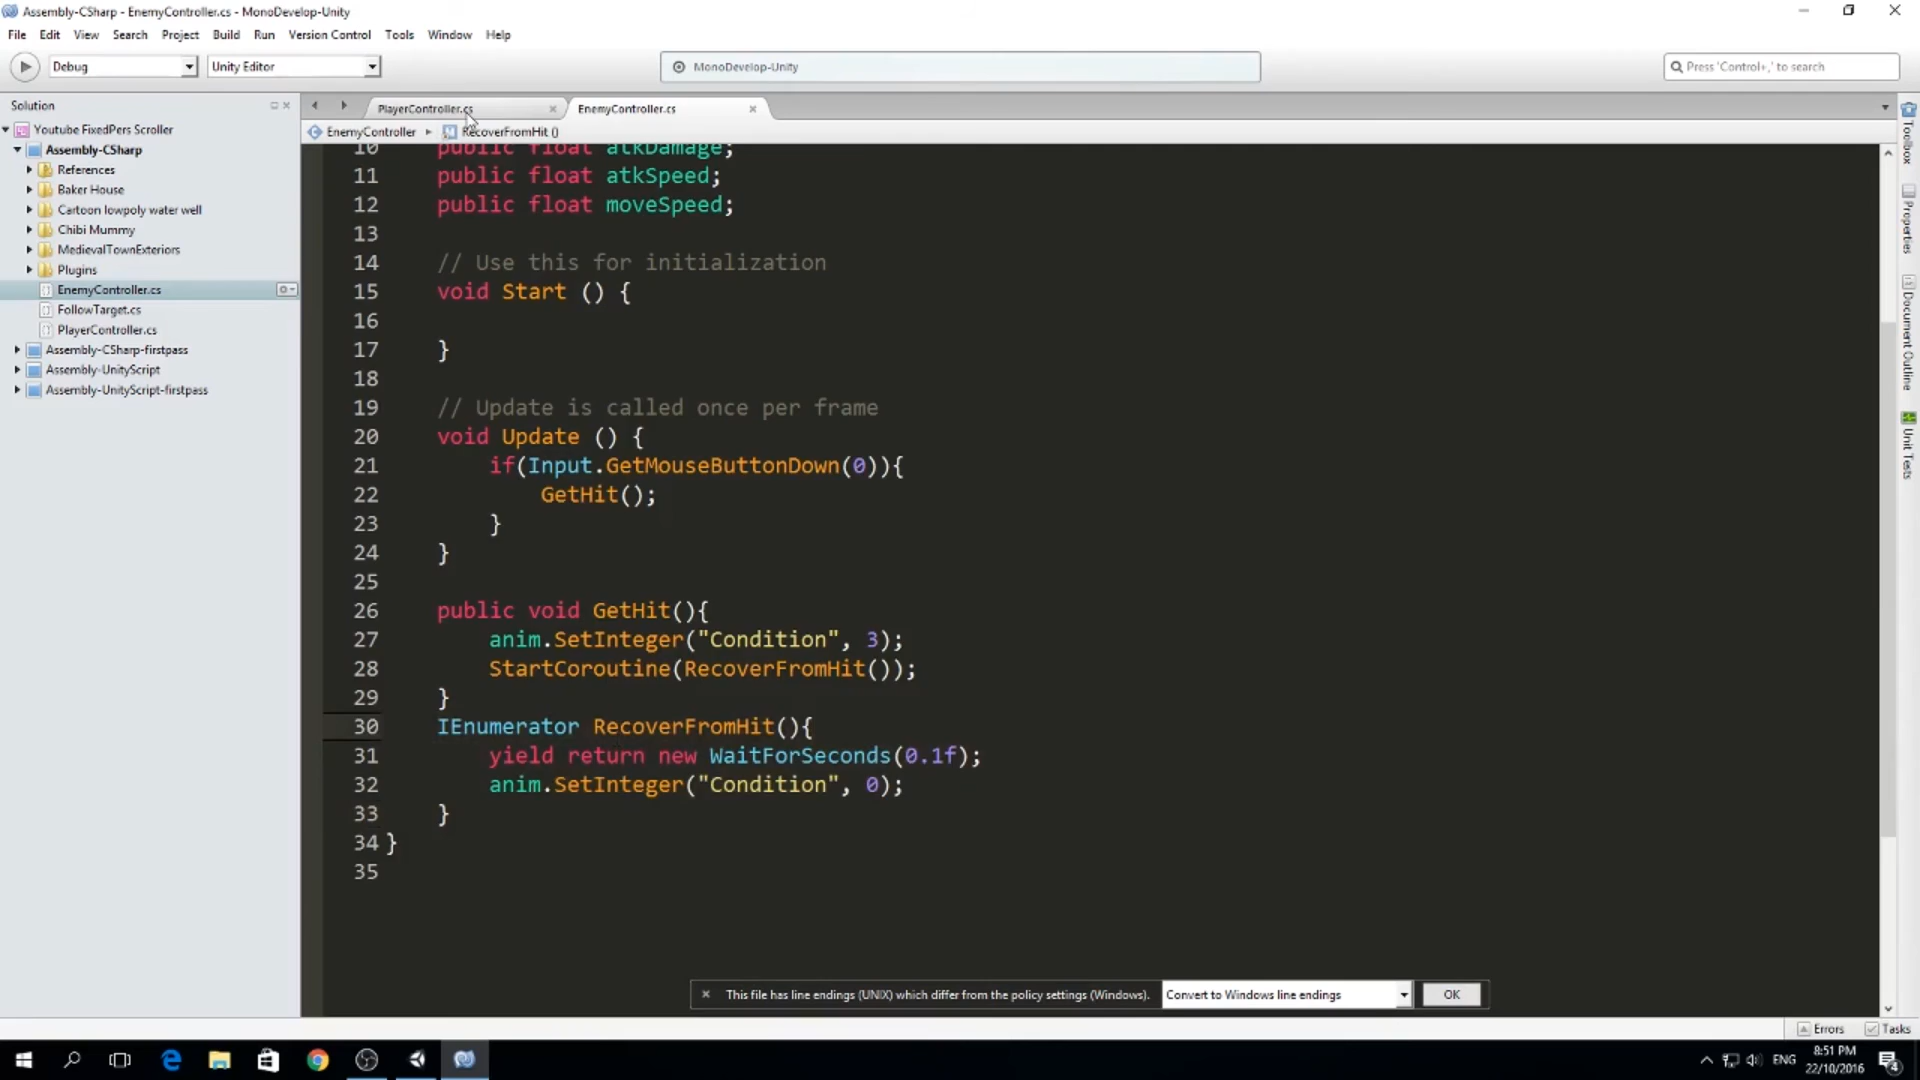 Assembly-CSharp - EnemyController.cs - MonoDevelop-Unity
File Edit View Search Project Build Run Version Control Tools Window Help
Debug Unity Editor MonoDevelop-Unity Press 'Control+,' to search
Solution
PlayerController.cs EnemyController.cs
EnemyController RecoverFromHit ()
Youtube FixedPers Scroller
Assembly-CSharp
References
Baker House
Cartoon lowpoly water well
Chibi Mummy
MedievalTownExteriors
Plugins
EnemyController.cs
FollowTarget.cs
PlayerController.cs
Assembly-CSharp-firstpass
Assembly-UnityScript
Assembly-UnityScript-firstpass
10 public float atkDamage;
11 public float atkSpeed;
12 public float moveSpeed;
13
14 // Use this for initialization
15 void Start () {
16
17 }
18
19 // Update is called once per frame
20 void Update () {
21 if(Input.GetMouseButtonDown(0)){
22 GetHit();
23 }
24 }
25
26 public void GetHit(){
27 anim.SetInteger("Condition", 3);
28 StartCoroutine(RecoverFromHit());
29 }
30 IEnumerator RecoverFromHit(){
31 yield return new WaitForSeconds(0.1f);
32 anim.SetInteger("Condition", 0);
33 }
34 }
35
Toolbox
Properties
Document Outline
Unit Tests
This file has line endings (UNIX) which differ from the policy settings (Windows). Convert to Windows line endings OK
Errors Tasks
ENG
8:51 PM
22/10/2016
4